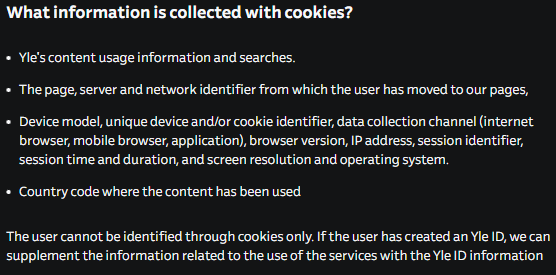 What information is collected with cookies?
• Yle's content usage information and searches.
• The page, server and network identifier from which the user has moved to our pages,
• Device model, unique device and/or cookie identifier, data collection channel (internet
browser, mobile browser, application), browser version, IP address, session identifier,
session time and duration, and screen resolution and operating system.
• Country code where the content has been used
The user cannot be identified through cookies only. If the user has created an Yle ID, we can
supplement the information related to the use of the services with the Yle ID information